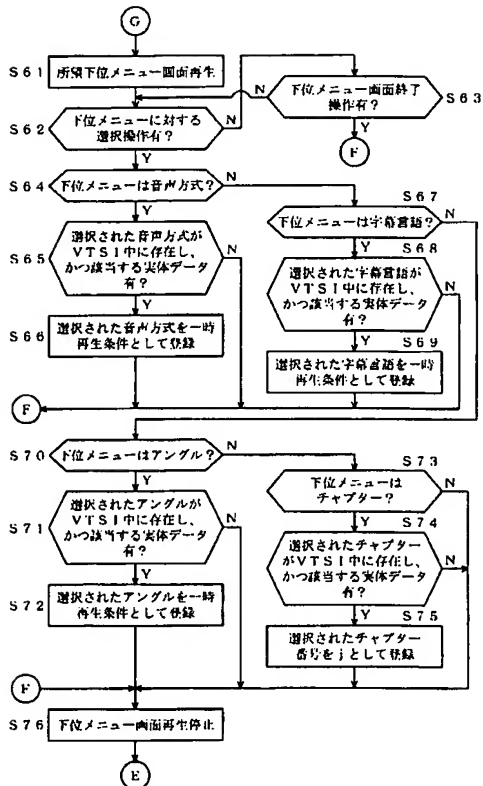 G
S61
所望下位メニュー画面再生
N
N
S62
下位メニューに対する
選択操作有?
下位メニュー画面終了
操作有?
S63
Y
Y
F
S64
下位メニューは音声方式?
N
S67
Y
下位メニューは字幕言語?
N
S65
選択された音声方式が
VTSI中に存在し、
かつ該当する実体データ
有?
N
Y
S68
選択された字幕言語が
VTSI中に存在し、
かつ該当する実体データ
有?
N
Y
S66
選択された音声方式を一時
再生条件として登録
S69
選択された字幕言語を一時
再生条件として登録
F
S70
下位メニューはアングル?
N
S73
Y
下位メニューは
チャプター?
N
S71
選択されたアングルが
VTSI中に存在し、
かつ該当する実体データ
有?
N
Y
S74
選択されたチャプター
がVTSI中に存在し、
かつ該当する実体データ
有?
N
Y
S72
選択されたアングルを一時
再生条件として登録
S75
選択されたチャプター
番号をjとして登録
F
S76
下位メニュー画面再生停止
E